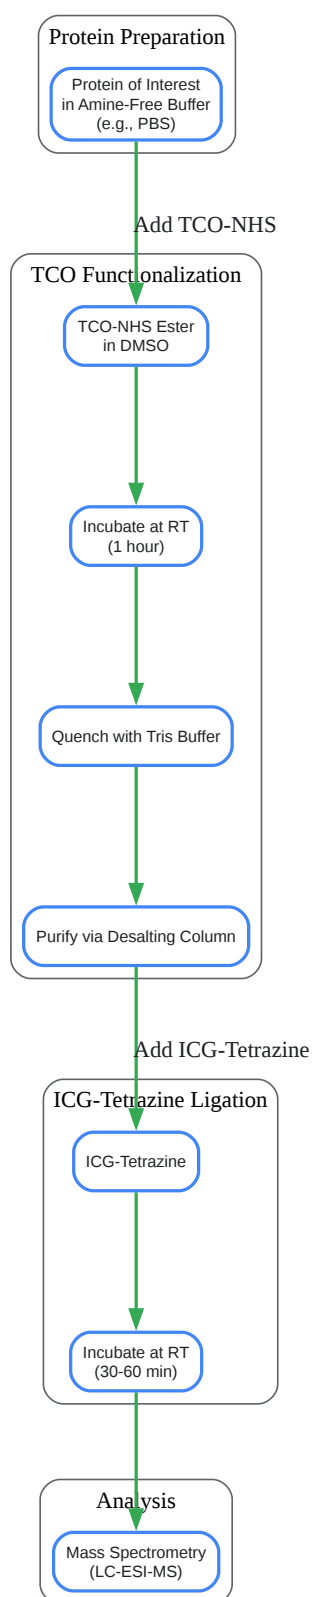 Protein Preparation
Protein of Interest
in Amine-Free Buffer
(e.g., PBS)
Add TCO-NHS
TCO Functionalization
TCO-NHS Ester
in DMSO
Incubate at RT
(1 hour)
Quench with Tris Buffer
Purify via Desalting Column
Add ICG-Tetrazine
ICG-Tetrazine Ligation
ICG-Tetrazine
Incubate at RT
(30-60 min)
Analysis
Mass Spectrometry
(LC-ESI-MS)